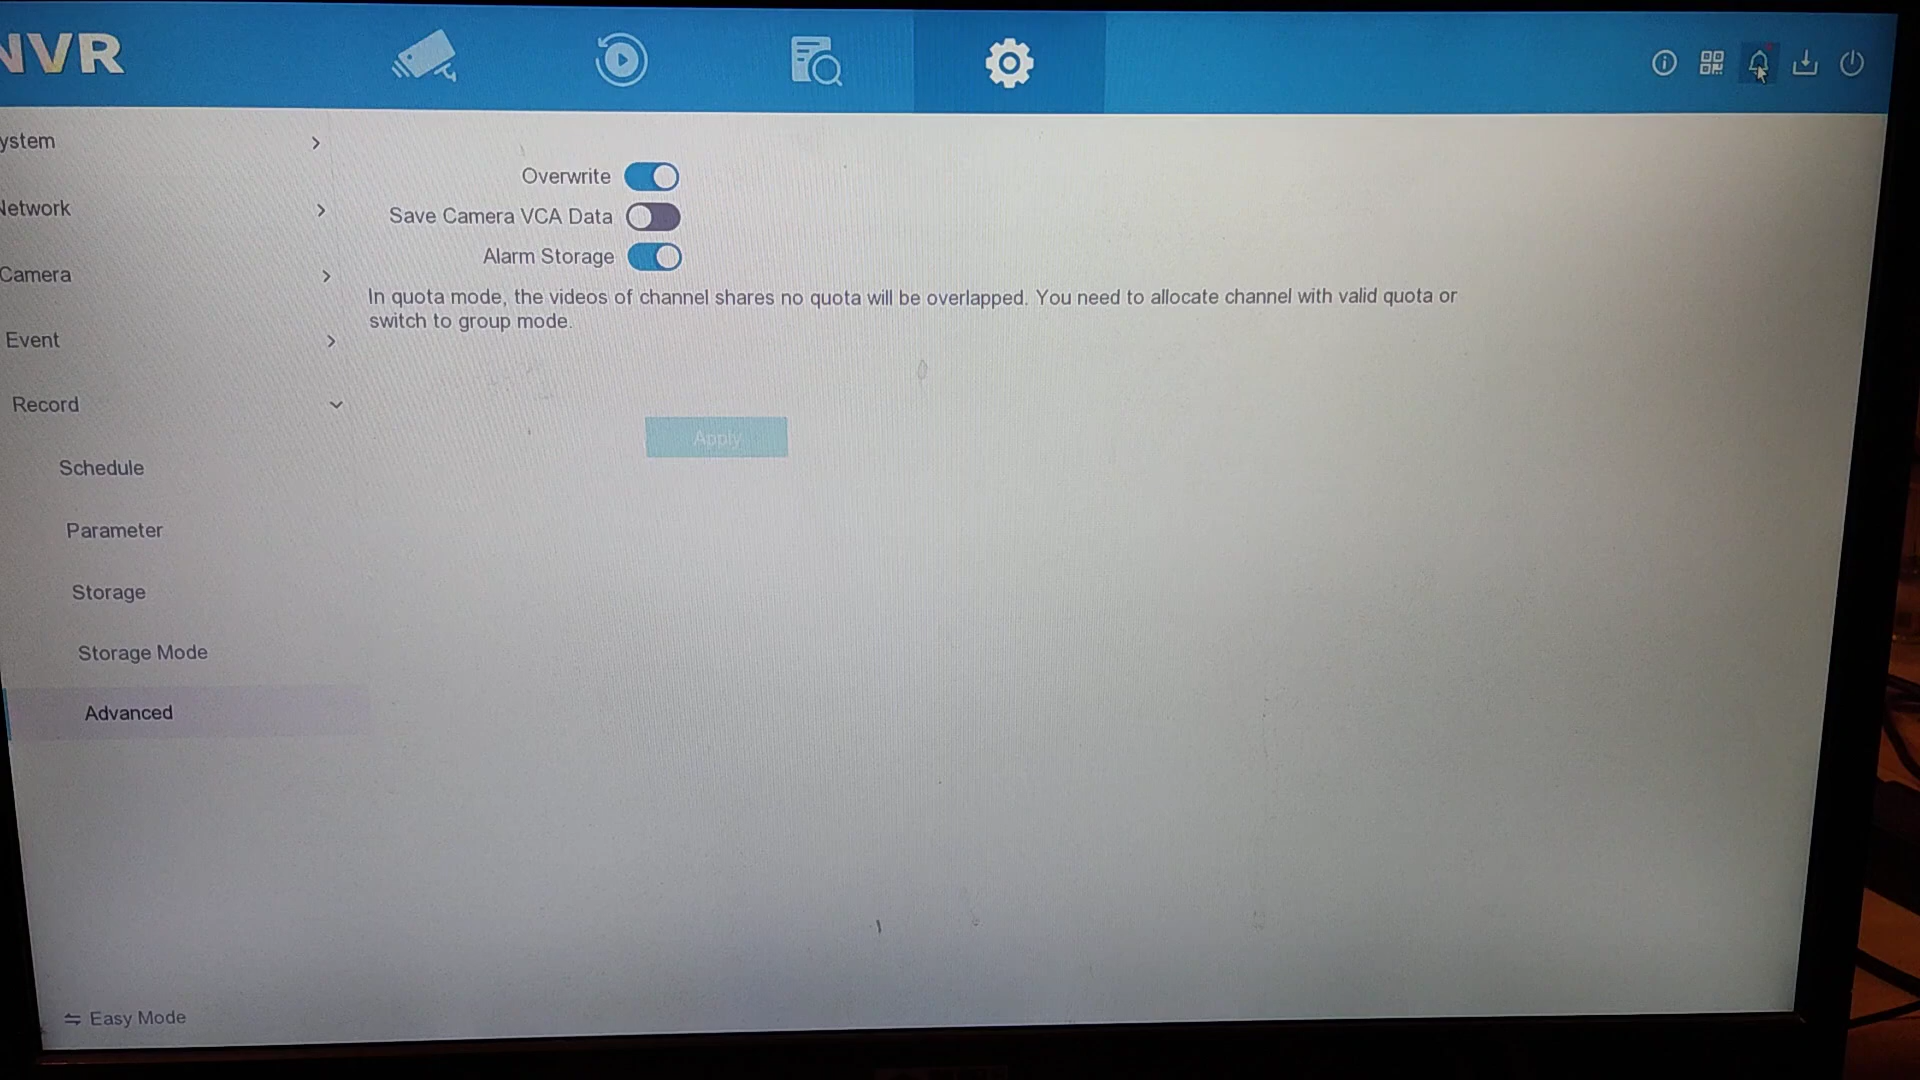 NVR
ystem
Network
Camera
Event
Record
Schedule
Parameter
Storage
Storage Mode
Advanced
Easy Mode
Overwrite
Save Camera VCA Data
Alarm Storage
In quota mode, the videos of channel shares no quota will be overlapped. You need to allocate channel with valid quota or
switch to group mode.
Apply